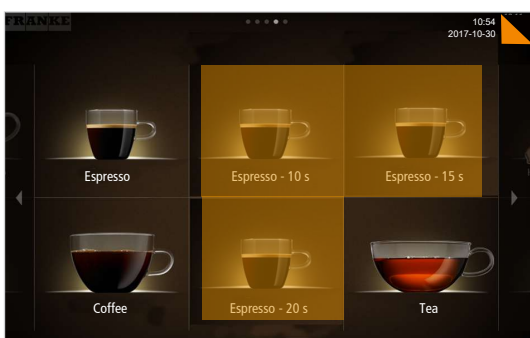 FRANKE
10:54
2017-10-30
Espresso
Espresso - 10 s
Espresso - 15 s
Coffee
Espresso - 20 s
Tea